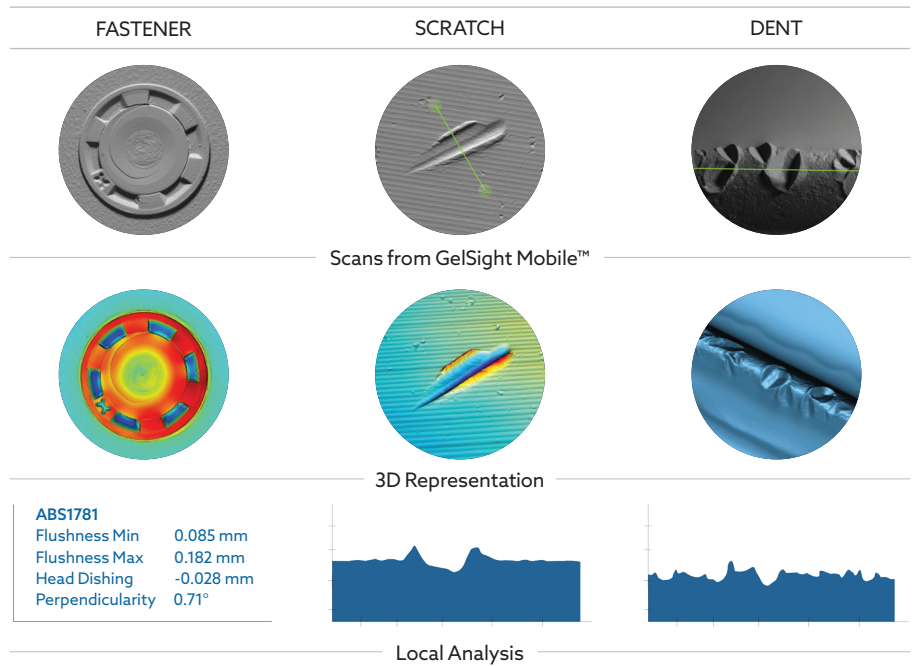 FASTENER
SCRATCH
DENT
Scans from GelSight Mobile™
3D Representation
ABS1781
Flushness Min 0.085 mm
Flushness Max 0.182 mm
Head Dishing -0.028 mm
Perpendicularity 0.71°
Local Analysis